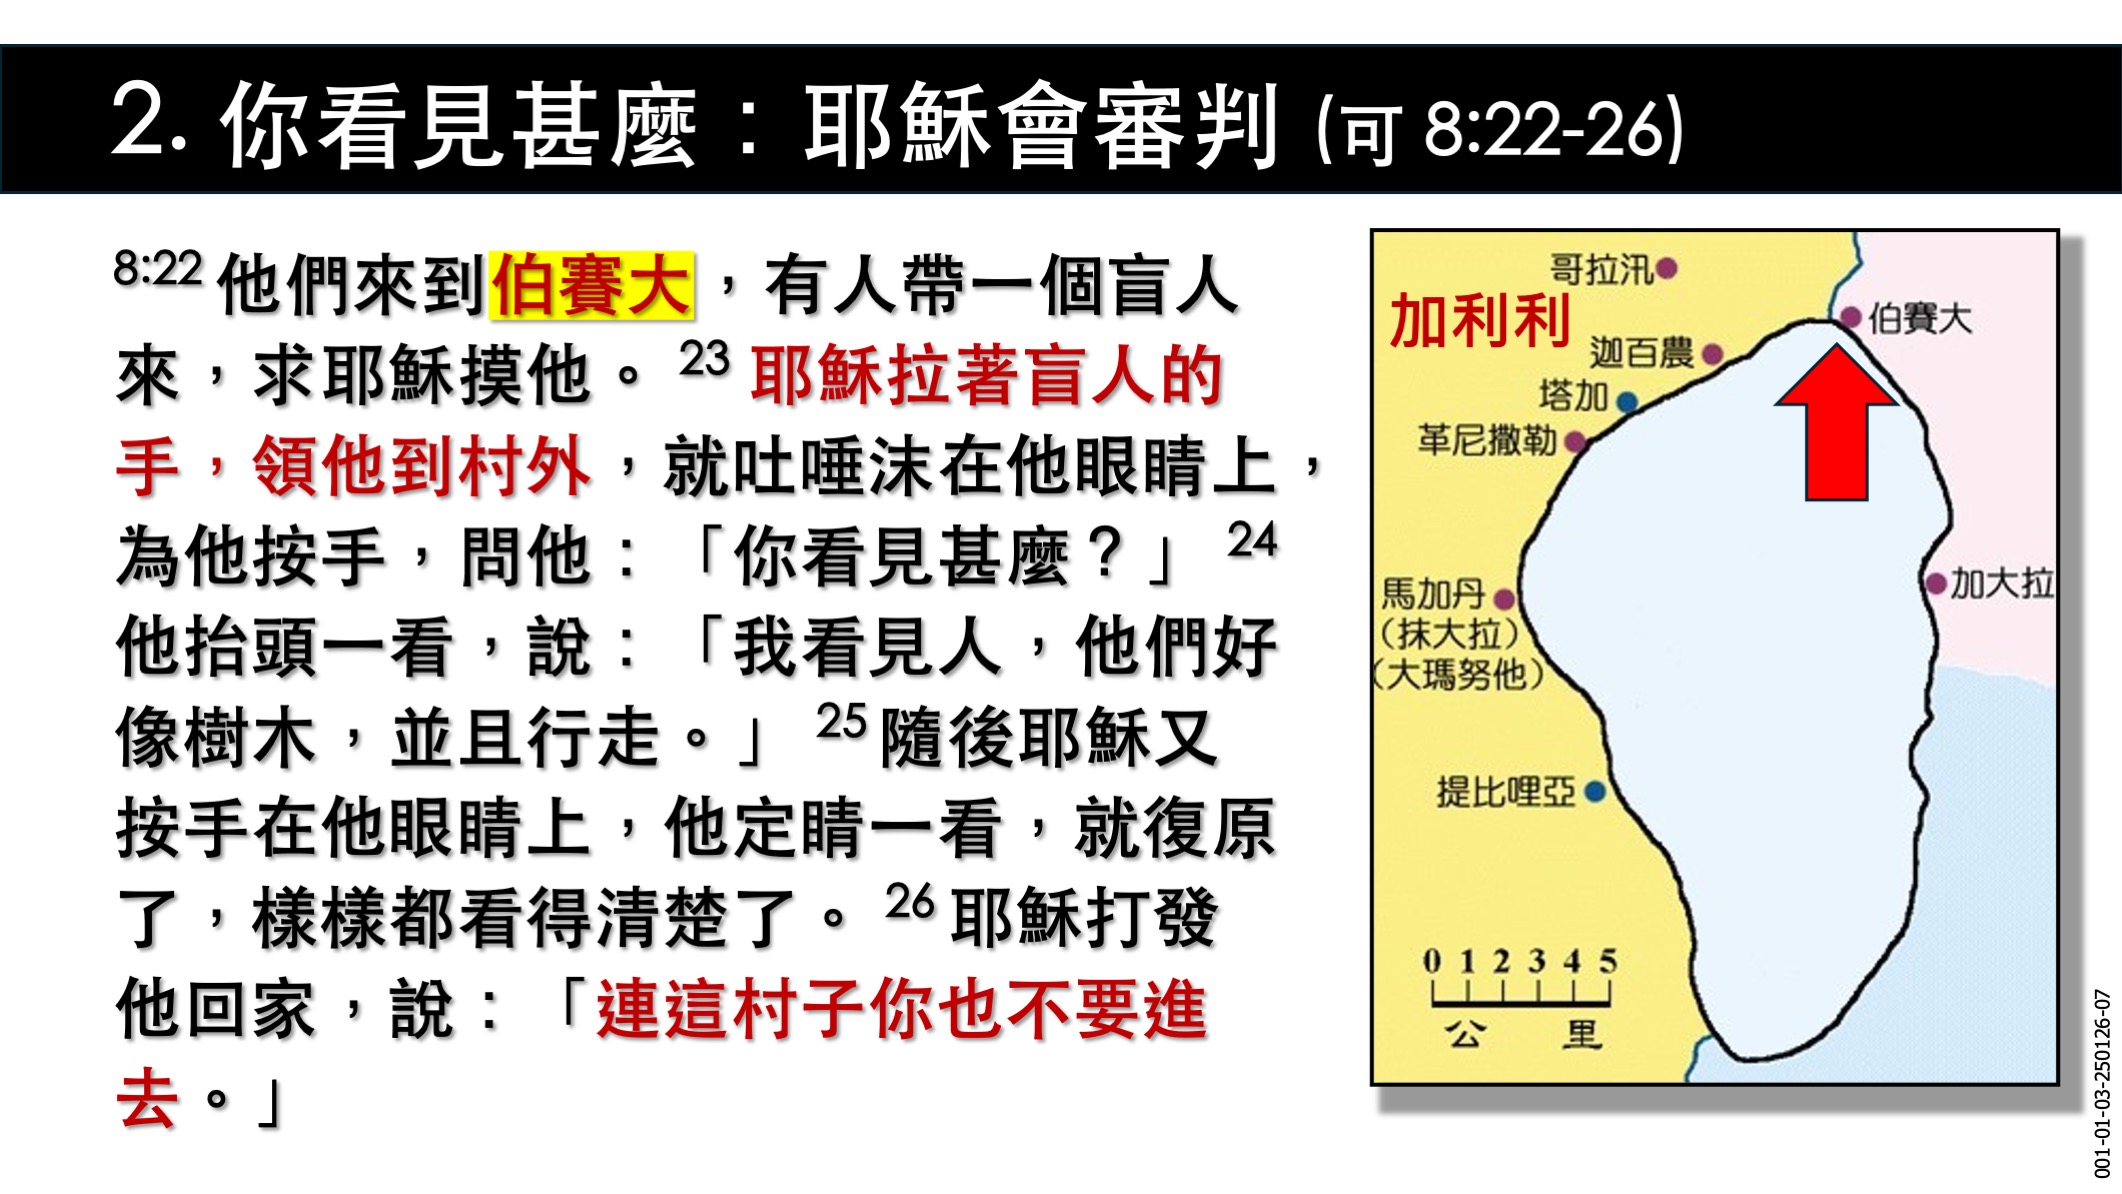 2. 你看見甚麼：耶穌會審判 (可 8:22-26)
8:22 他們來到伯賽大，有人帶一個盲人
來，求耶穌摸他。 23 耶穌拉著盲人的
手，領他到村外，就吐唾沫在他眼睛上，
為他按手，問他：「你看見甚麼？」 24
他抬頭一看，說：「我看見人，他們好
像樹木，並且行走。」 25 隨後耶穌又
按手在他眼睛上，他定睛一看，就復原
了，樣樣都看得清楚了。 26 耶穌打發
他回家，說：「連這村子你也不要進
去。」
哥拉汛
加利利
伯賽大
迦百農
塔加
革尼撒勒
加大拉
馬加丹
（抹大拉）
（大瑪努他）
提比哩亞
0 1 2 3 4 5
公 里
001-01-03-250126-07